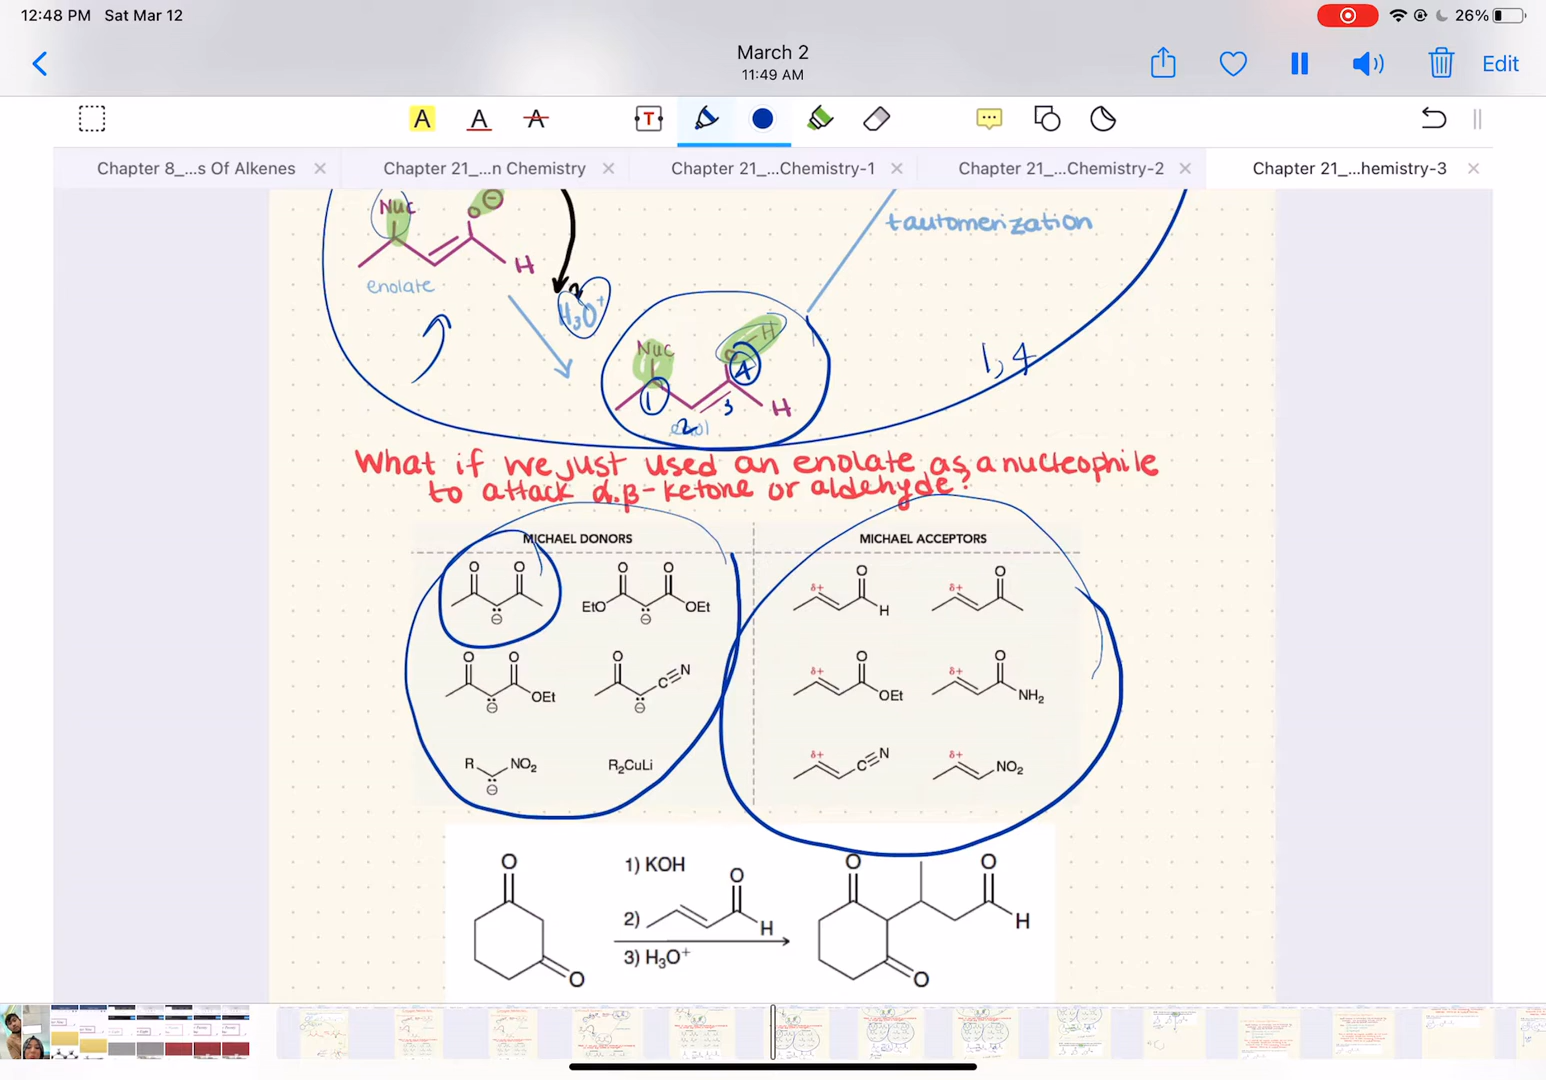 12:48 PM Sat Mar 12
26%
March 2
11:49 AM
Edit
A A A T
Chapter 8_...s Of Alkenes
Chapter 21_...n Chemistry
Chapter 21_...Chemistry-1
Chapter 21_...Chemistry-2
Chapter 21_...hemistry-3
Nuc
O
H
enolate
tautomerization
H3O+
Nuc
H
4
1
2
3
H
1, 4
What if we just used an enolate as a nucleophile
to attack α,β-ketone or aldehyde?
MICHAEL DONORS
MICHAEL ACCEPTORS
O O
O O
EtO OEt
δ+ O
H
δ+ O
O O
OEt
O
C≡N
δ+ O
OEt
δ+ O
NH2
R NO2
R2CuLi
δ+ C≡N
δ+ NO2
O
O
1) KOH
2)
O
H
3) H3O+
O
O
O
H